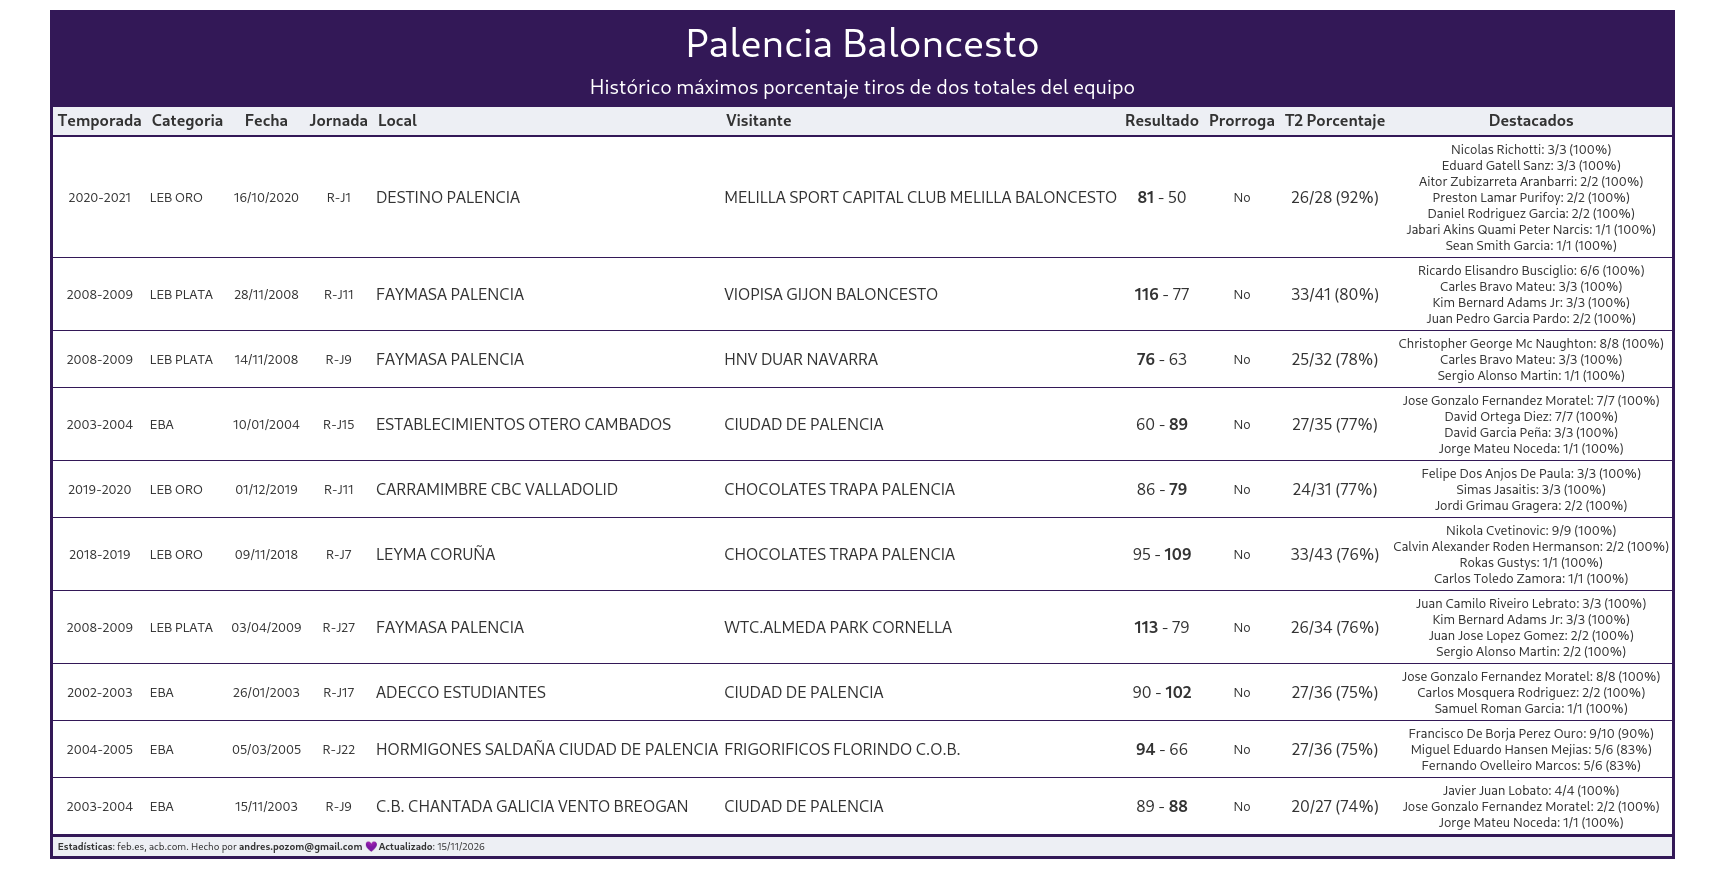 Palencia Baloncesto
Histórico máximos porcentaje tiros de dos totales del equipo
Temporada Categoria Fecha Jornada Local Visitante Resultado Prorroga T2 Porcentaje Destacados
Nicolas Richotti: 3/3 (100%)
Eduard Gatell Sanz: 3/3 (100%)
Aitor Zubizarreta Aranbarri: 2/2 (100%)
2020-2021 LEB ORO 16/10/2020 R-J1 DESTINO PALENCIA MELILLA SPORT CAPITAL CLUB MELILLA BALONCESTO 81 - 50 No 26/28 (92%) Preston Lamar Purifoy: 2/2 (100%)
Daniel Rodriguez Garcia: 2/2 (100%)
Jabari Akins Quami Peter Narcis: 1/1 (100%)
Sean Smith Garcia: 1/1 (100%)
Ricardo Elisandro Busciglio: 6/6 (100%)
Carles Bravo Mateu: 3/3 (100%)
2008-2009 LEB PLATA 28/11/2008 R-J11 FAYMASA PALENCIA VIOPISA GIJON BALONCESTO 116 - 77 No 33/41 (80%)
Kim Bernard Adams Jr: 3/3 (100%)
Juan Pedro Garcia Pardo: 2/2 (100%)
Christopher George Mc Naughton: 8/8 (100%)
2008-2009 LEB PLATA 14/11/2008 R-J9 FAYMASA PALENCIA HNV DUAR NAVARRA 76 - 63 No 25/32 (78%) Carles Bravo Mateu: 3/3 (100%)
Sergio Alonso Martin: 1/1 (100%)
Jose Gonzalo Fernandez Moratel: 7/7 (100%)
David Ortega Diez: 7/7 (100%)
2003-2004 EBA 10/01/2004 R-J15 ESTABLECIMIENTOS OTERO CAMBADOS CIUDAD DE PALENCIA 60 - 89 No 27/35 (77%)
David Garcia Peña: 3/3 (100%)
Jorge Mateu Noceda: 1/1 (100%)
Felipe Dos Anjos De Paula: 3/3 (100%)
2019-2020 LEB ORO 01/12/2019 R-J11 CARRAMIMBRE CBC VALLADOLID CHOCOLATES TRAPA PALENCIA 86 - 79 No 24/31 (77%) Simas Jasaitis: 3/3 (100%)
Jordi Grimau Gragera: 2/2 (100%)
Nikola Cvetinovic: 9/9 (100%)
Calvin Alexander Roden Hermanson: 2/2 (100%)
2018-2019 LEB ORO 09/11/2018 R-J7 LEYMA CORUÑA CHOCOLATES TRAPA PALENCIA 95 - 109 No 33/43 (76%)
Rokas Gustys: 1/1 (100%)
Carlos Toledo Zamora: 1/1 (100%)
Juan Camilo Riveiro Lebrato: 3/3 (100%)
Kim Bernard Adams Jr: 3/3 (100%)
2008-2009 LEB PLATA 03/04/2009 R-J27 FAYMASA PALENCIA WTC.ALMEDA PARK CORNELLA 113 - 79 No 26/34 (76%)
Juan Jose Lopez Gomez: 2/2 (100%)
Sergio Alonso Martin: 2/2 (100%)
Jose Gonzalo Fernandez Moratel: 8/8 (100%)
2002-2003 EBA 26/01/2003 R-J17 ADECCO ESTUDIANTES CIUDAD DE PALENCIA 90 - 102 No 27/36 (75%) Carlos Mosquera Rodriguez: 2/2 (100%)
Samuel Roman Garcia: 1/1 (100%)
Francisco De Borja Perez Ouro: 9/10 (90%)
2004-2005 EBA 05/03/2005 R-J22 HORMIGONES SALDAÑA CIUDAD DE PALENCIA FRIGORIFICOS FLORINDO C.O.B. 94 - 66 No 27/36 (75%) Miguel Eduardo Hansen Mejias: 5/6 (83%)
Fernando Ovelleiro Marcos: 5/6 (83%)
Javier Juan Lobato: 4/4 (100%)
2003-2004 EBA 15/11/2003 R-J9 C.B. CHANTADA GALICIA VENTO BREOGAN CIUDAD DE PALENCIA 89 - 88 No 20/27 (74%) Jose Gonzalo Fernandez Moratel: 2/2 (100%)
Jorge Mateu Noceda: 1/1 (100%)
Estadísticas: feb.es, acb.com. Hecho por andres.pozom@gmail.com 💜 Actualizado: 15/11/2026